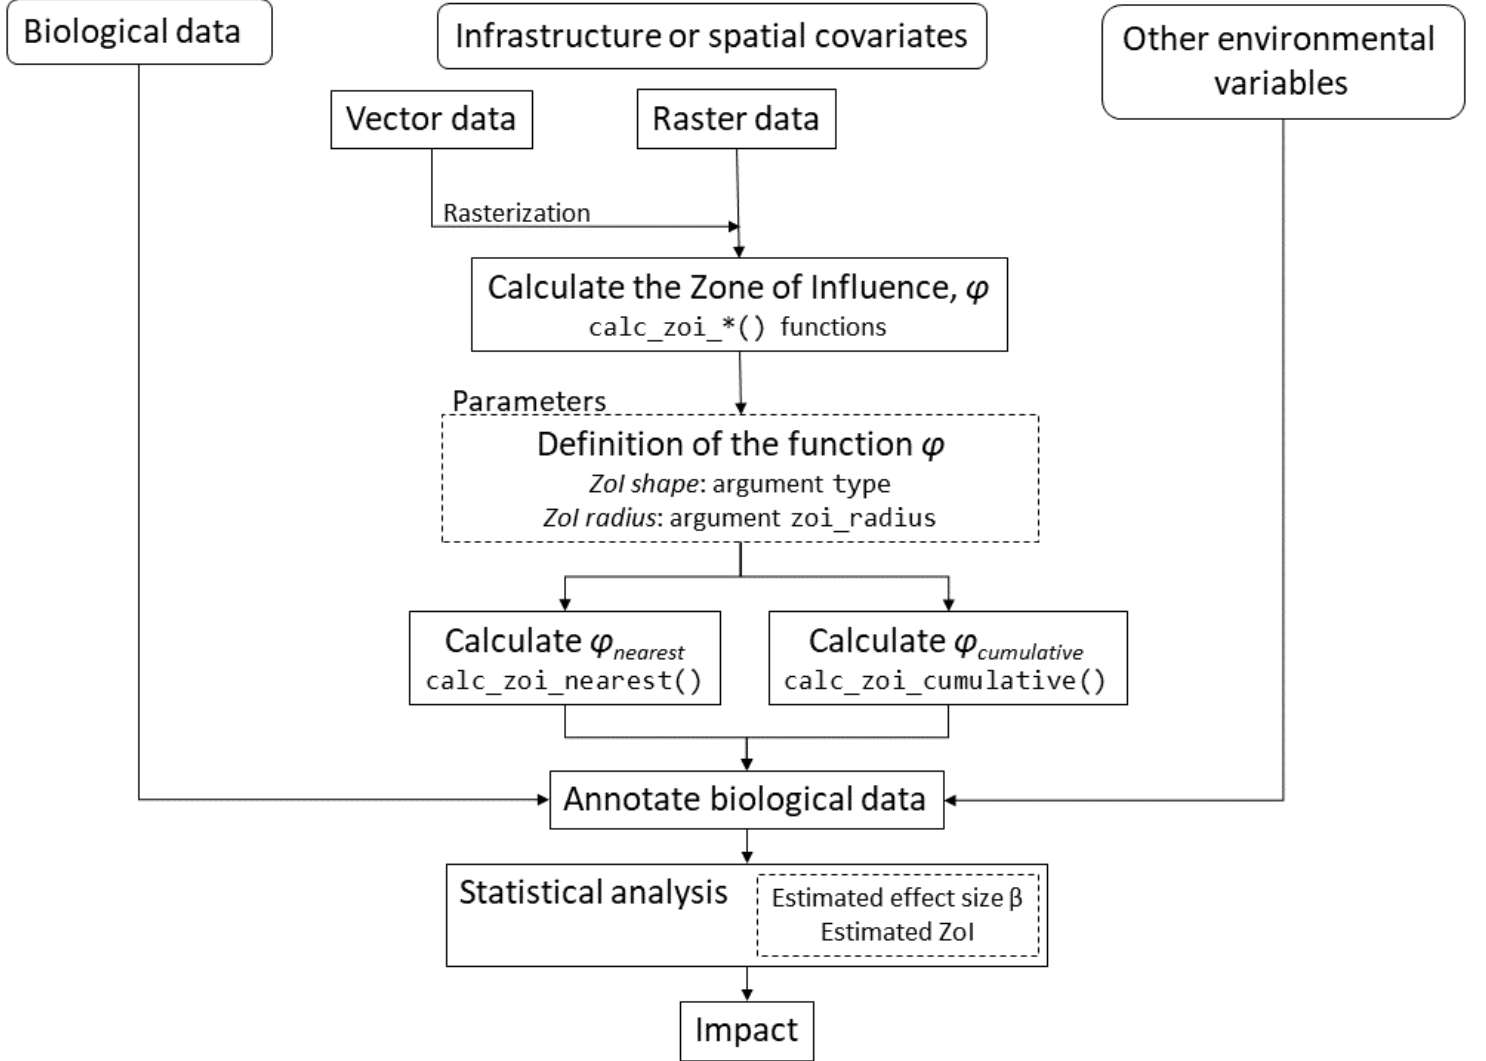 Biological data
Infrastructure or spatial covariates
Other environmental
variables
Vector data
Raster data
Rasterization
Calculate the Zone of Influence, φ
calc_zoi_*() functions
Parameters
Definition of the function φ
ZoI shape: argument type
ZoI radius: argument zoi_radius
Calculate φnearest
calc_zoi_nearest()
Calculate φcumulative
calc_zoi_cumulative()
Annotate biological data
Statistical analysis
Estimated effect size β
Estimated ZoI
Impact